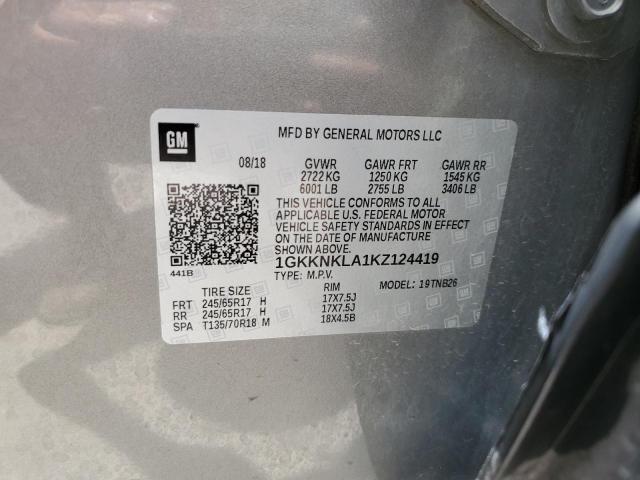 GM
MFD BY GENERAL MOTORS LLC
08/18 GVWR GAWR FRT GAWR RR
2722 KG 1250 KG 1545 KG
6001 LB 2755 LB 3406 LB
THIS VEHICLE CONFORMS TO ALL
APPLICABLE U.S. FEDERAL MOTOR
VEHICLE SAFETY STANDARDS IN
EFFECT ON THE DATE OF MANUFACTURE
SHOWN ABOVE.
1GKKNKLA1KZ124419
441B TYPE: M.P.V. MODEL: 19TNB26
TIRE SIZE RIM
FRT 245/65R17 H 17X7.5J
RR 245/65R17 H 17X7.5J
SPA T135/70R18 M 18X4.5B